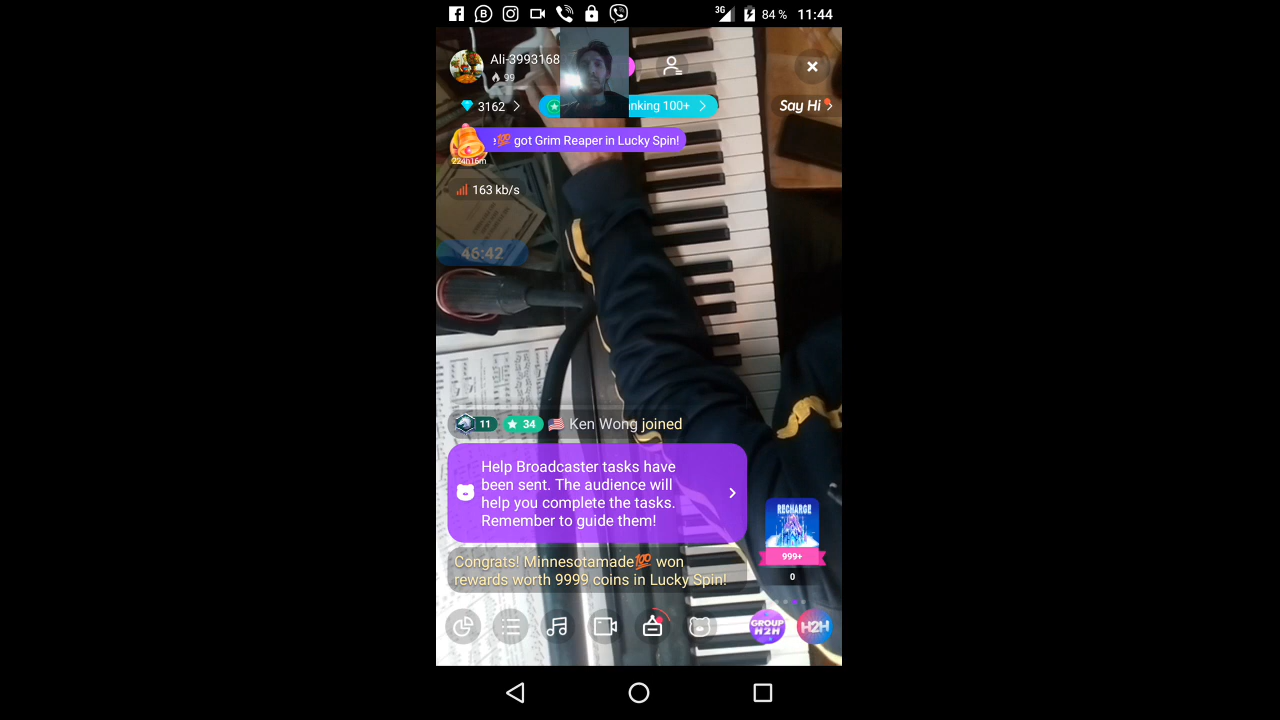 3G 84 % 11:44
Ali-3993168
99
3162
nking 100+
Say Hi
e💯 got Grim Reaper in Lucky Spin!
224h16m
163 kb/s
46:42
11 34 🇺🇸 Ken Wong joined
Help Broadcaster tasks have
been sent. The audience will
help you complete the tasks.
Remember to guide them!
RECHARGE
999+
0
Congrats! Minnesotamade💯 won
rewards worth 9999 coins in Lucky Spin!
GROUP
H2H
H2H